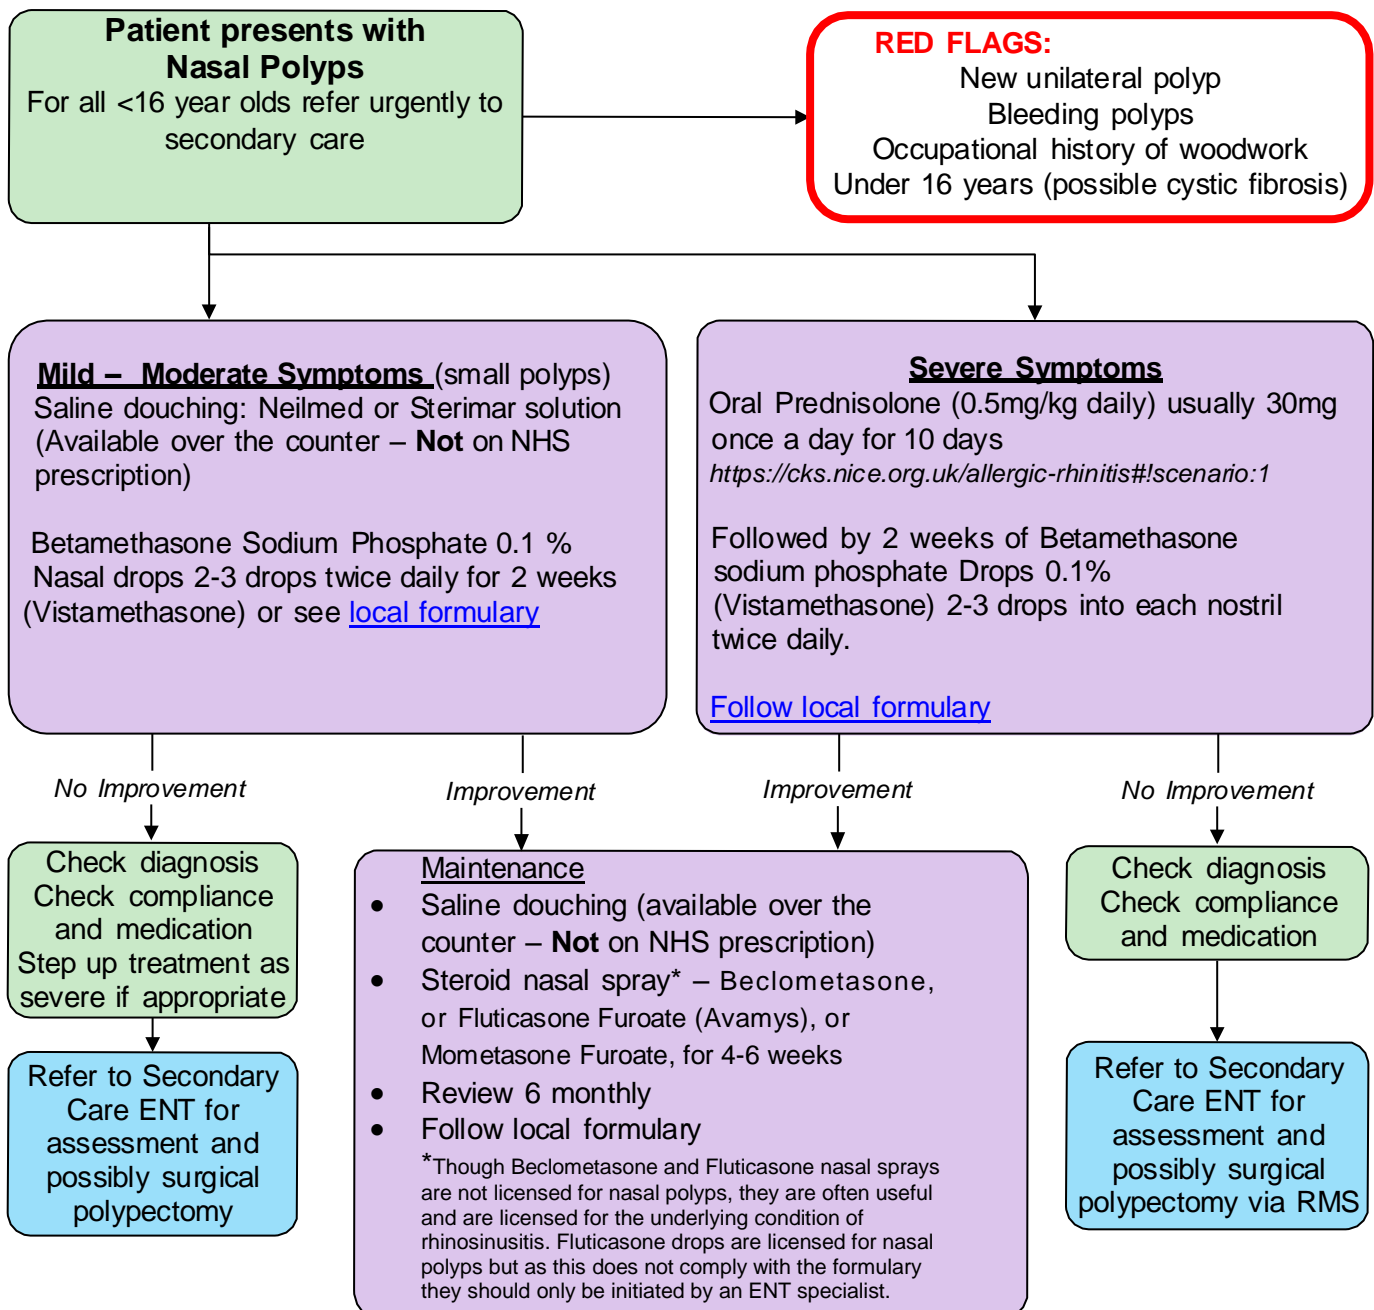 Patient presents with
Nasal Polyps
For all <16 year olds refer urgently to
secondary care
RED FLAGS:
New unilateral polyp
Bleeding polyps
Occupational history of woodwork
Under 16 years (possible cystic fibrosis)
Mild – Moderate Symptoms (small polyps)
Saline douching: Neilmed or Sterimar solution
(Available over the counter – Not on NHS
prescription)
Betamethasone Sodium Phosphate 0.1 %
Nasal drops 2-3 drops twice daily for 2 weeks
(Vistamethasone) or see local formulary
Severe Symptoms
Oral Prednisolone (0.5mg/kg daily) usually 30mg
once a day for 10 days
https://cks.nice.org.uk/allergic-rhinitis#!scenario:1
Followed by 2 weeks of Betamethasone
sodium phosphate Drops 0.1%
(Vistamethasone) 2-3 drops into each nostril
twice daily.
Follow local formulary
No Improvement
Improvement
Improvement
No Improvement
Check diagnosis
Check compliance
and medication
Step up treatment as
severe if appropriate
Refer to Secondary
Care ENT for
assessment and
possibly surgical
polypectomy
Maintenance
• Saline douching (available over the
counter – Not on NHS prescription)
• Steroid nasal spray* – Beclometasone,
or Fluticasone Furoate (Avamys), or
Mometasone Furoate, for 4-6 weeks
• Review 6 monthly
• Follow local formulary
*Though Beclometasone and Fluticasone nasal sprays
are not licensed for nasal polyps, they are often useful
and are licensed for the underlying condition of
rhinosinusitis. Fluticasone drops are licensed for nasal
polyps but as this does not comply with the formulary
they should only be initiated by an ENT specialist.
Check diagnosis
Check compliance
and medication
Refer to Secondary
Care ENT for
assessment and
possibly surgical
polypectomy via RMS